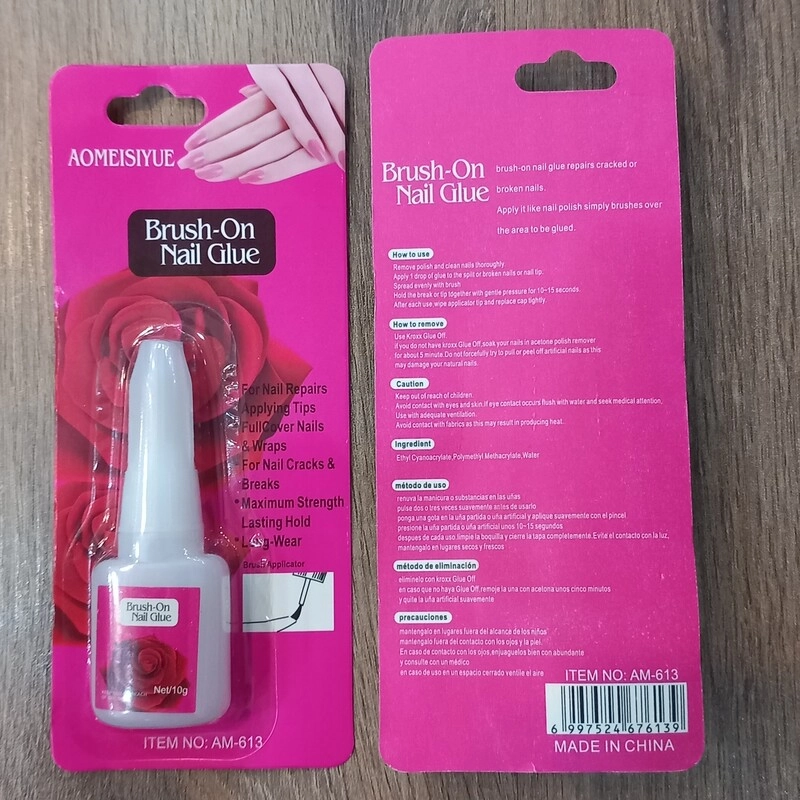 AOMEISIYUE
Brush-On
Nail Glue
For Nail Repairs
Applying Tips
FullCover Nails
& Wraps
For Nail Cracks &
Breaks
Maximum Strength
Lasting Hold
Long-Wear
Brush Applicator
Brush-On
Nail Glue
Net/10g
ITEM NO: AM-613
Brush-On
Nail Glue
brush-on nail glue repairs cracked or
broken nails.
Apply it like nail polish simply brushes over
the area to be glued.
How to use
Remove polish and clean nails thoroughly.
Apply 1 drop of glue to the split or broken nails or nail tip.
Spread evenly with brush
Hold the break or tip together with gentle pressure for 10~15 seconds.
After each use,wipe applicator tip and replace cap tightly.
How to remove
Use Kroxx Glue Off.
if you do not have kroxx Glue Off,soak your nails in acetone polish remover
for about 5 minute.Do not forcefully try to pull or peel off artificial nails as this
may damage your natural nails.
Caution
Keep out of reach of children.
Avoid contact with eyes and skin.if eye contact occurs flush with water and seek medical attention,
Use with adequate ventilation.
Avoid contact with fabrics as this may result in producing heat.
Ingredient
Ethyl Cyanoacrylate,Polymethyl Methacrylate,Water
método de uso
renuva la manicura o substancias en las uñas
pulse dos o tres veces suavemente antes de usarlo
ponga una gota en la uñta partida o uña artificial y aplique suavemente con el pincel
presione la uña partida o uña artificial unos 10~15 segundos
despues de cada uso,limpie la boquilla y cierre la tapa completamente.Evite el contacto con la luz,
mantengalo en lugares secos y frescos
método de eliminación
eliminelo con kroxx Glue Off
en caso que no haya Glue Off,remoje la una con acetona unos cinco minutos
y quite la uña artificial suavemente
precauciones
mantengalo en lugares fuera del alcance de los niños
mantengalo fuera del contacto con los ojos y la piel.
En caso de contacto con los ojos,enjuaguelos bien con abundante
y consulte con un médico
en caso de uso en un espacio cerrado ventile el aire
ITEM NO: AM-613
6 997524 676139
MADE IN CHINA